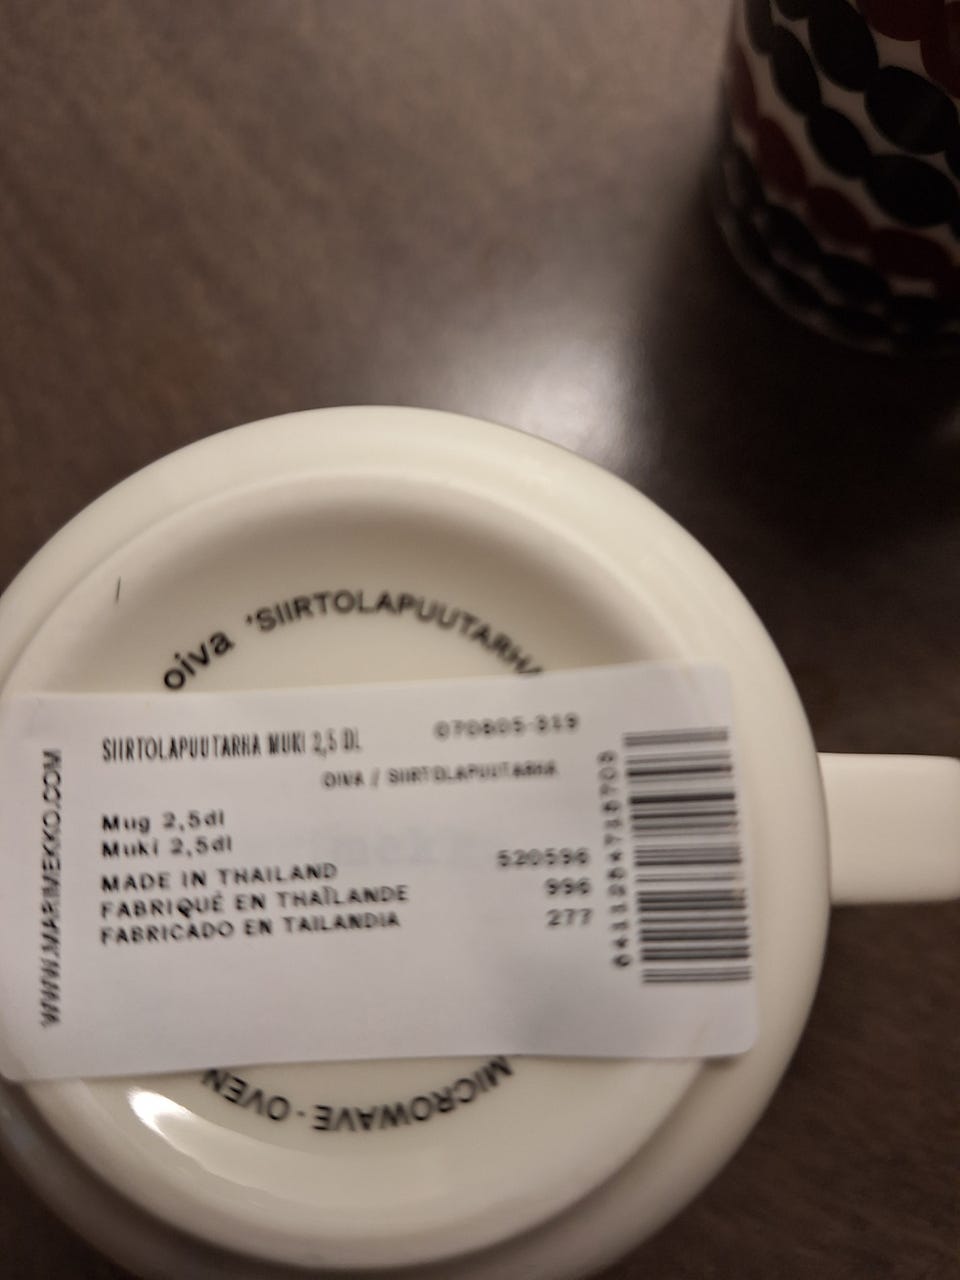 oiva 'SIIRTOLAPUUTARHA
SIIRTOLAPUUTARHA MUKI 2,5 DL
070805-319
OIVA / SIIRTOLAPUUTARHA
Mug 2,5dl
Muki 2,5dl
MADE IN THAILAND
FABRIQUÉ EN THAÏLANDE
FABRICADO EN TAILANDIA
520596
996
277
WWW.MARIMEKKO.COM
MICROWAVE - OVEN